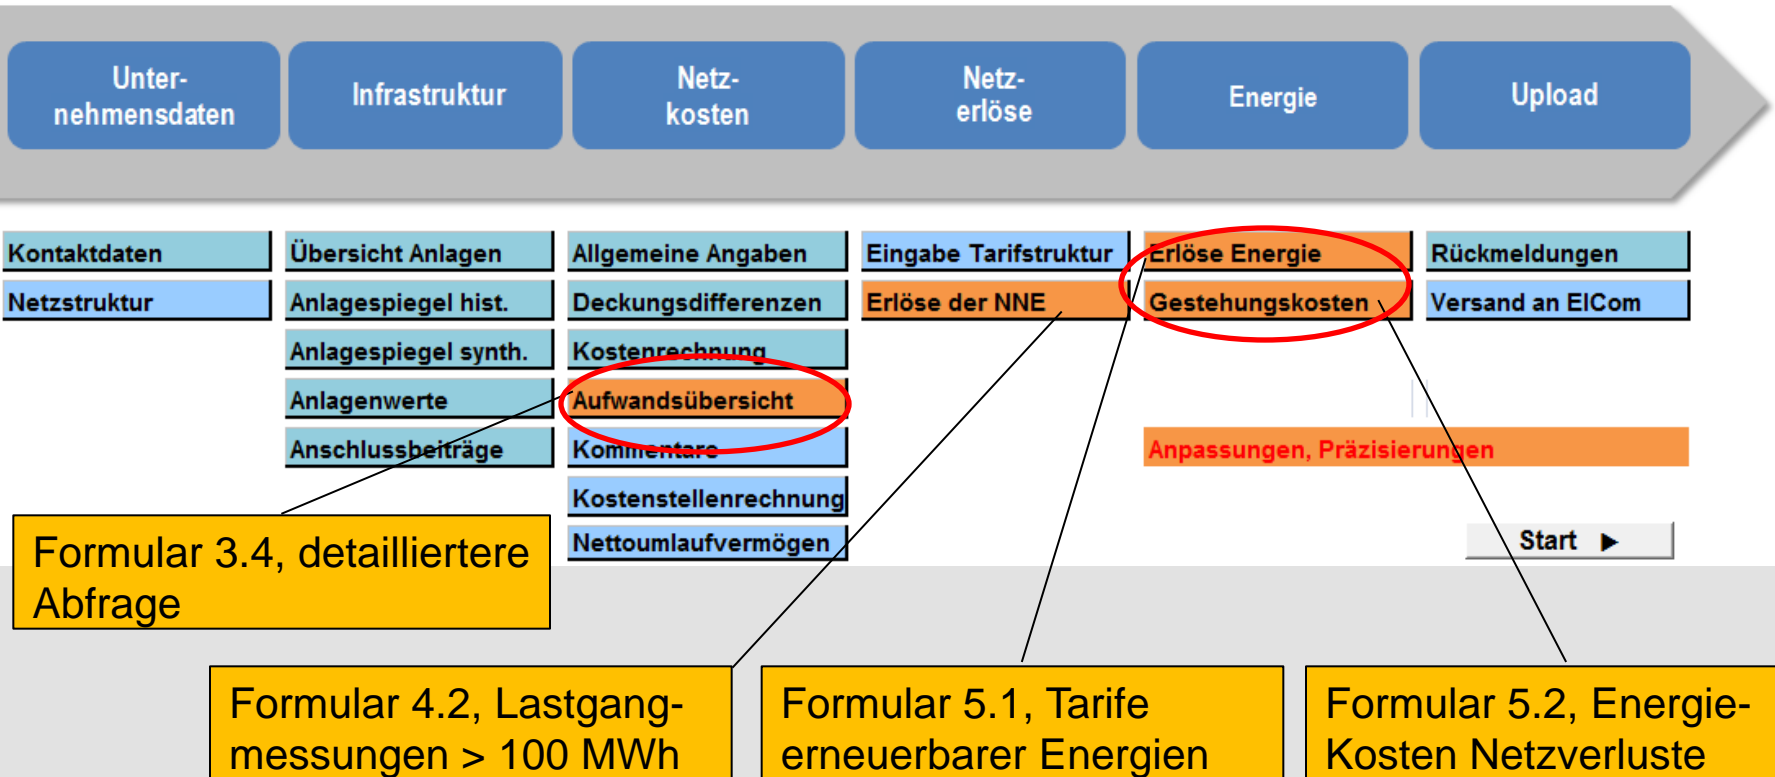 Unter-
nehmensdaten
Infrastruktur
Netz-
kosten
Netz-
erlöse
Energie
Upload
Kontaktdaten
Netzstruktur
Übersicht Anlagen
Anlagespiegel hist.
Anlagespiegel synth.
Anlagenwerte
Anschlussbeiträge
Allgemeine Angaben
Deckungsdifferenzen
Kostenrechnung
Aufwandsübersicht
Kommentare
Kostenstellenrechnung
Nettoumlaufvermögen
Eingabe Tarifstruktur
Erlöse der NNE
Erlöse Energie
Gestehungskosten
Rückmeldungen
Versand an ElCom
Anpassungen, Präzisierungen
Start ▶
Formular 3.4, detailliertere
Abfrage
Formular 4.2, Lastgang-
messungen > 100 MWh
Formular 5.1, Tarife
erneuerbarer Energien
Formular 5.2, Energie-
Kosten Netzverluste